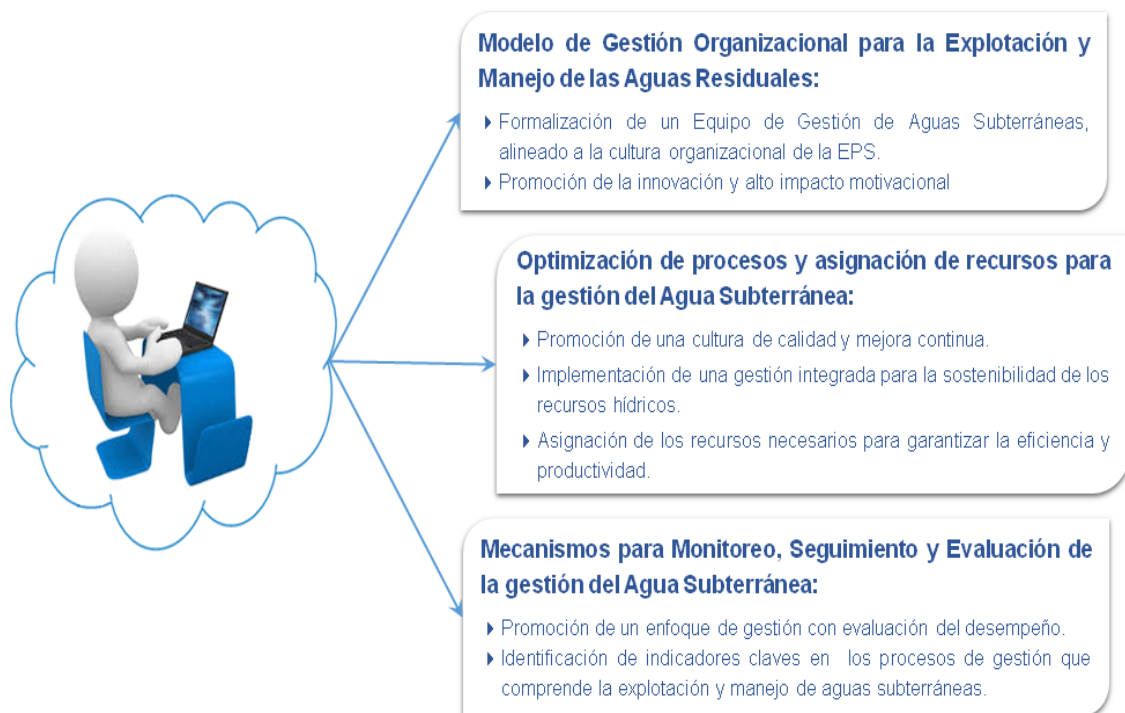 Modelo de Gestión Organizacional para la Explotación y
Manejo de las Aguas Residuales:
Formalización de un Equipo de Gestión de Aguas Subterráneas,
alineado a la cultura organizacional de la EPS.
Promoción de la innovación y alto impacto motivacional
Optimización de procesos y asignación de recursos para
la gestión del Agua Subterránea:
Promoción de una cultura de calidad y mejora continua.
Implementación de una gestión integrada para la sostenibilidad de los
recursos hídricos.
Asignación de los recursos necesarios para garantizar la eficiencia y
productividad.
Mecanismos para Monitoreo, Seguimiento y Evaluación de
la gestión del Agua Subterránea:
Promoción de un enfoque de gestión con evaluación del desempeño.
Identificación de indicadores claves en los procesos de gestión que
comprende la explotación y manejo de aguas subterráneas.